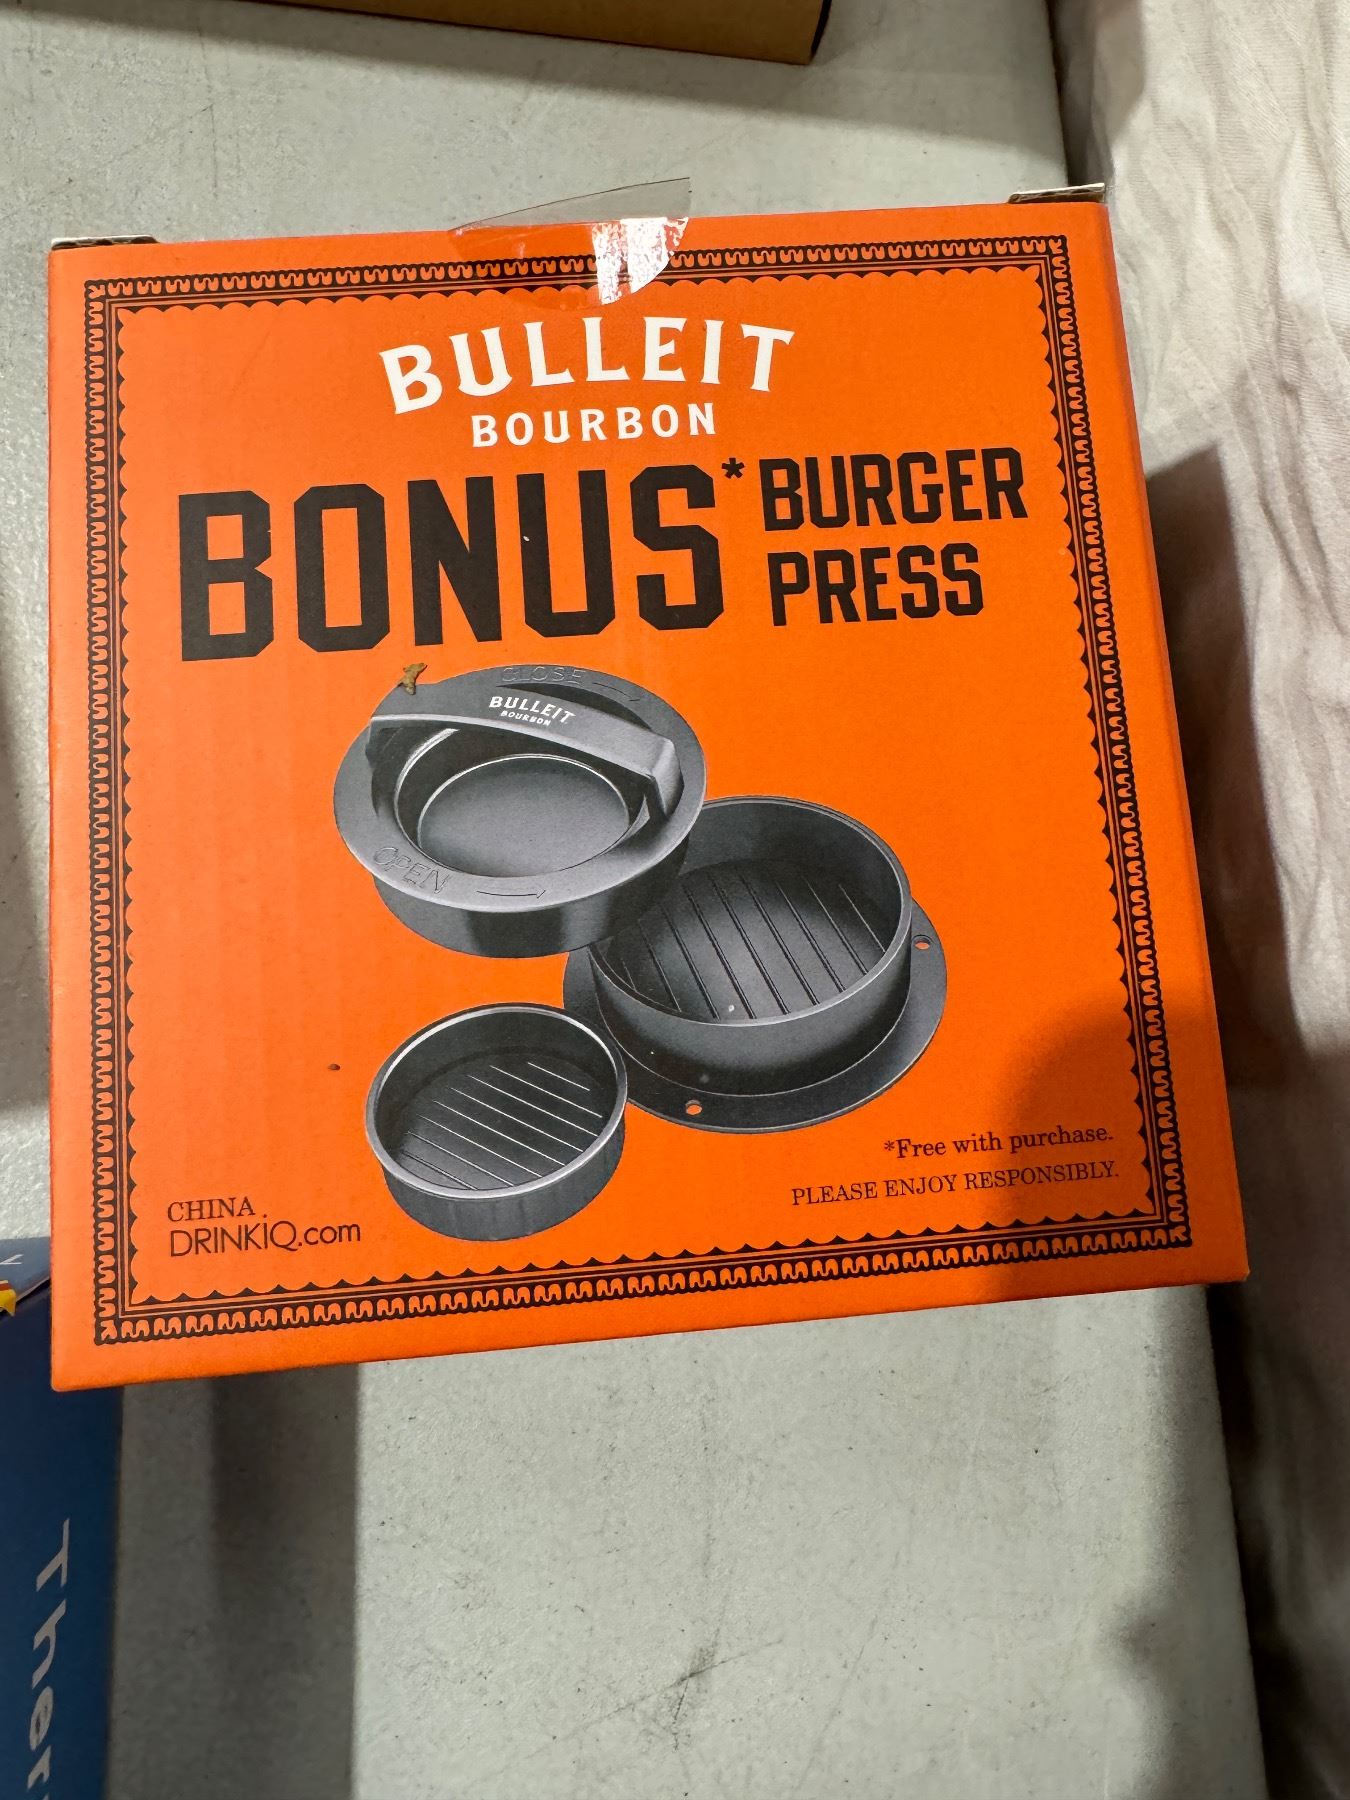 BULLEIT
BOURBON
BONUS* BURGER
PRESS
CLOSE
BULLEIT
BOURBON
OPEN
*Free with purchase.
PLEASE ENJOY RESPONSIBLY.
CHINA.
DRINKiQ.com